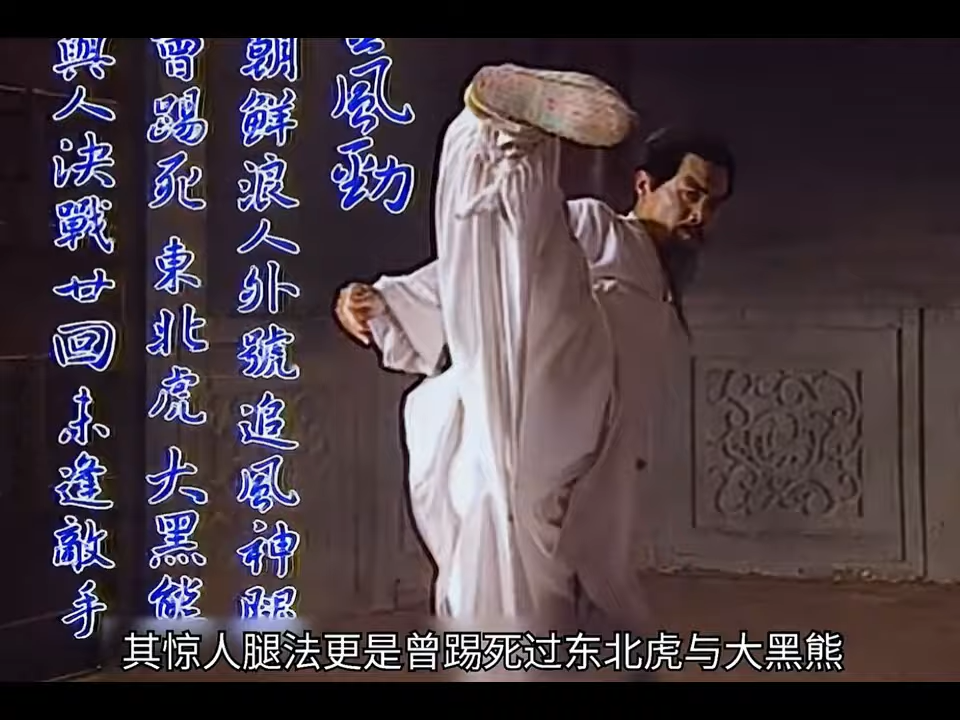 風勁
朝鮮浪人外號追風神腿
曾踢死東北虎大黑熊
與人決戰廿回未逢敵手
其惊人腿法更是曾踢死过东北虎与大黑熊